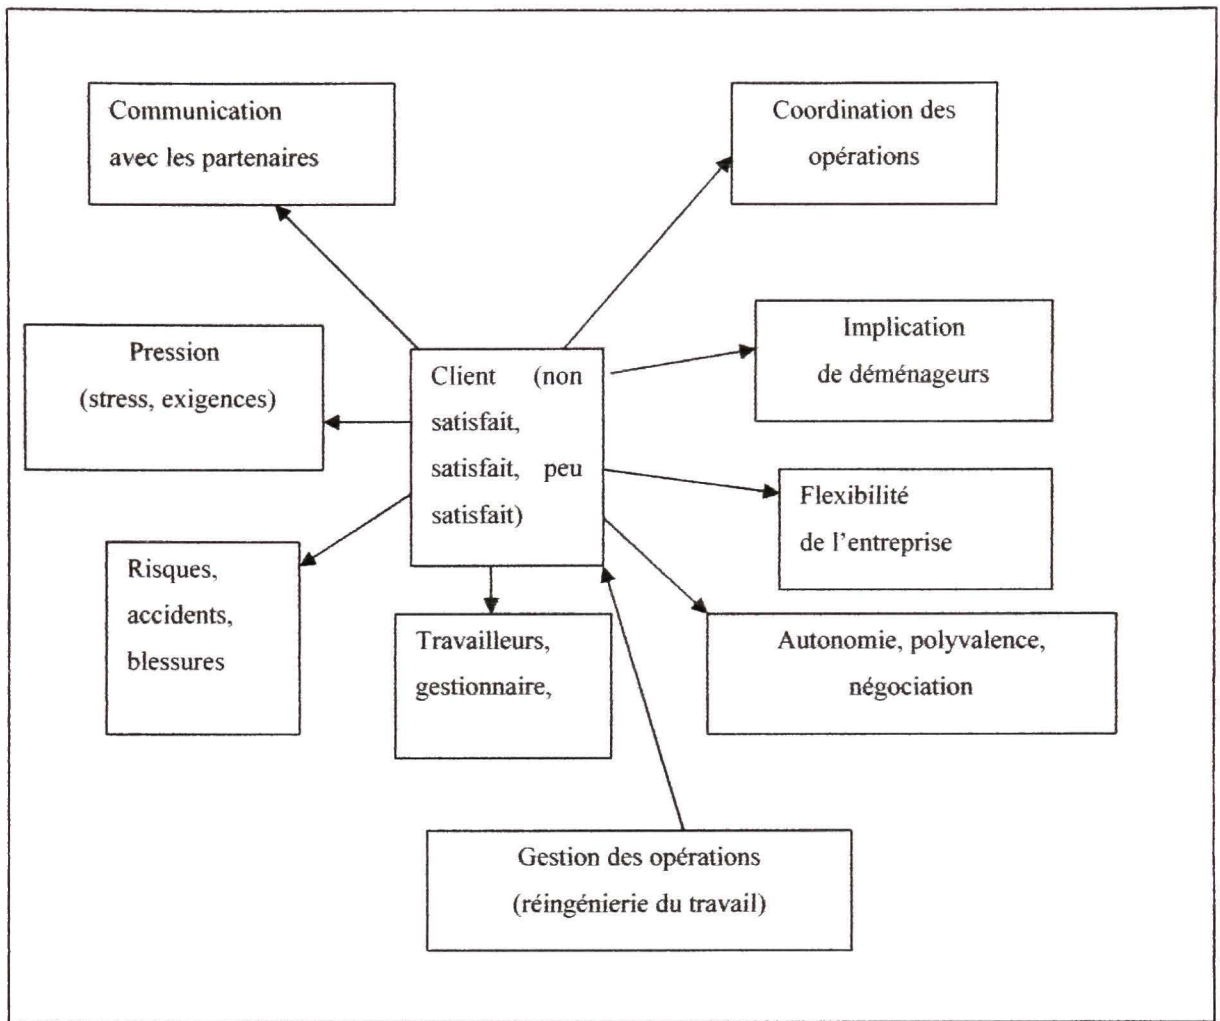 Communication
avec les partenaires
Coordination des
opérations
Implication
de déménageurs
Pression
(stress, exigences)
Client (non
satisfait,
satisfait, peu
satisfait)
Flexibilité
de l'entreprise
Risques,
accidents,
blessures
Travailleurs,
gestionnaire,
Autonomie, polyvalence,
négociation
Gestion des opérations
(réingénierie du travail)